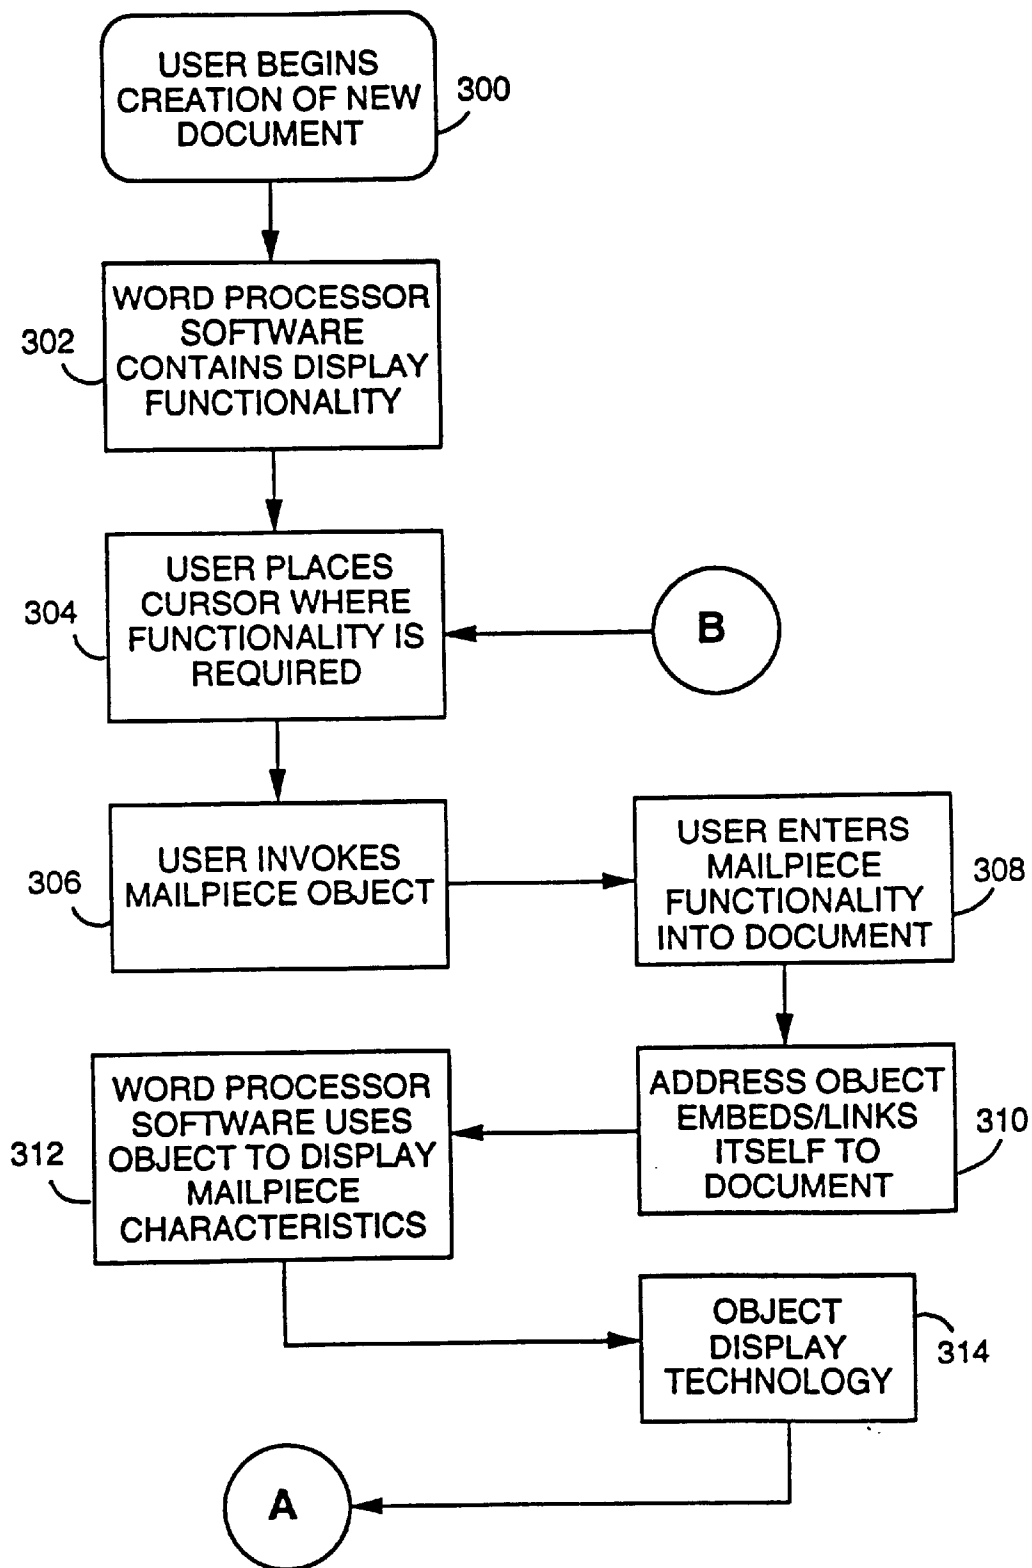 USER BEGINS
CREATION OF NEW
DOCUMENT
300
WORD PROCESSOR
SOFTWARE
CONTAINS DISPLAY
FUNCTIONALITY
302
USER PLACES
CURSOR WHERE
FUNCTIONALITY IS
REQUIRED
304
B
USER INVOKES
MAILPIECE OBJECT
306
USER ENTERS
MAILPIECE
FUNCTIONALITY
INTO DOCUMENT
308
ADDRESS OBJECT
EMBEDS/LINKS
ITSELF TO
DOCUMENT
310
WORD PROCESSOR
SOFTWARE USES
OBJECT TO DISPLAY
MAILPIECE
CHARACTERISTICS
312
OBJECT
DISPLAY
TECHNOLOGY
314
A